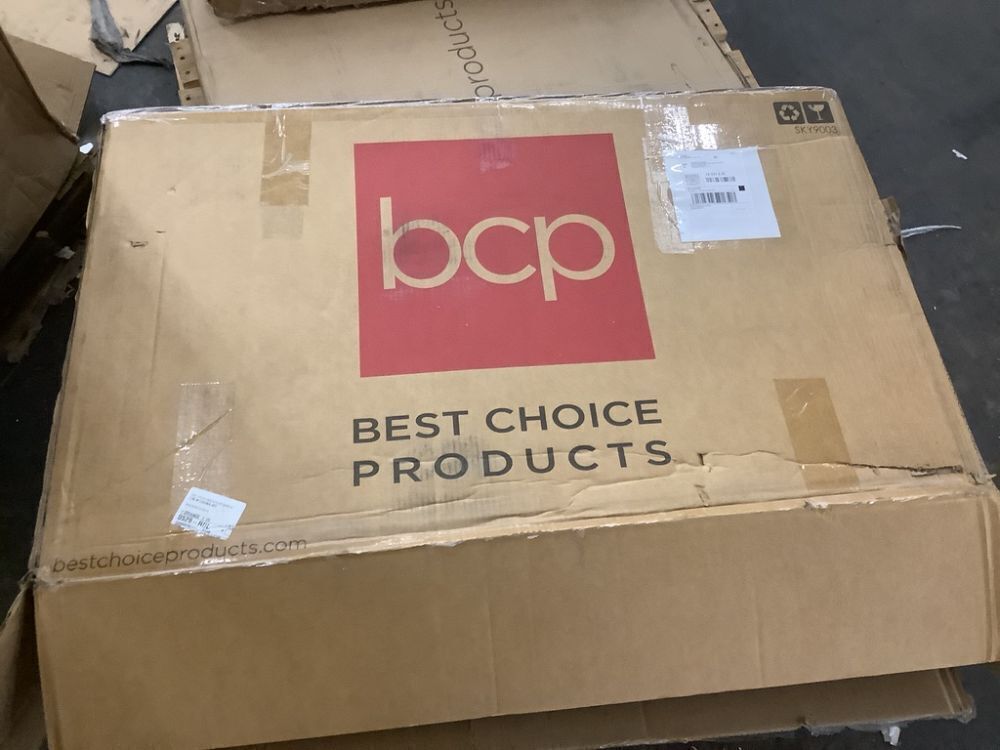 products
SKY9003
bcp
BEST CHOICE
PRODUCTS
bestchoiceproducts.com